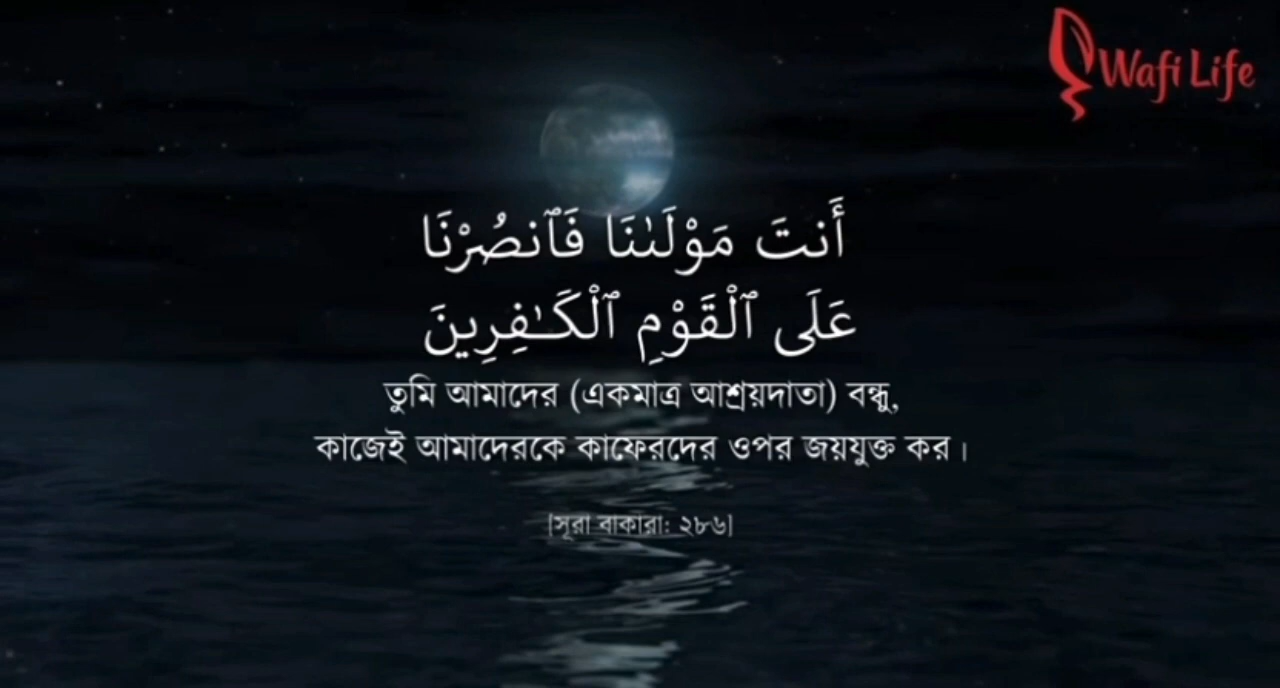 Wafi Life
أَنتَ مَوْلَىٰنَا فَٱنصُرْنَا
عَلَى ٱلْقَوْمِ ٱلْكَـٰفِرِينَ
তুমি আমাদের (একমাত্র আশ্রয়দাতা) বন্ধু,
কাজেই আমাদেরকে কাফেরদের ওপর জয়যুক্ত কর।
[সূরা বাকারা: ২৮৬]